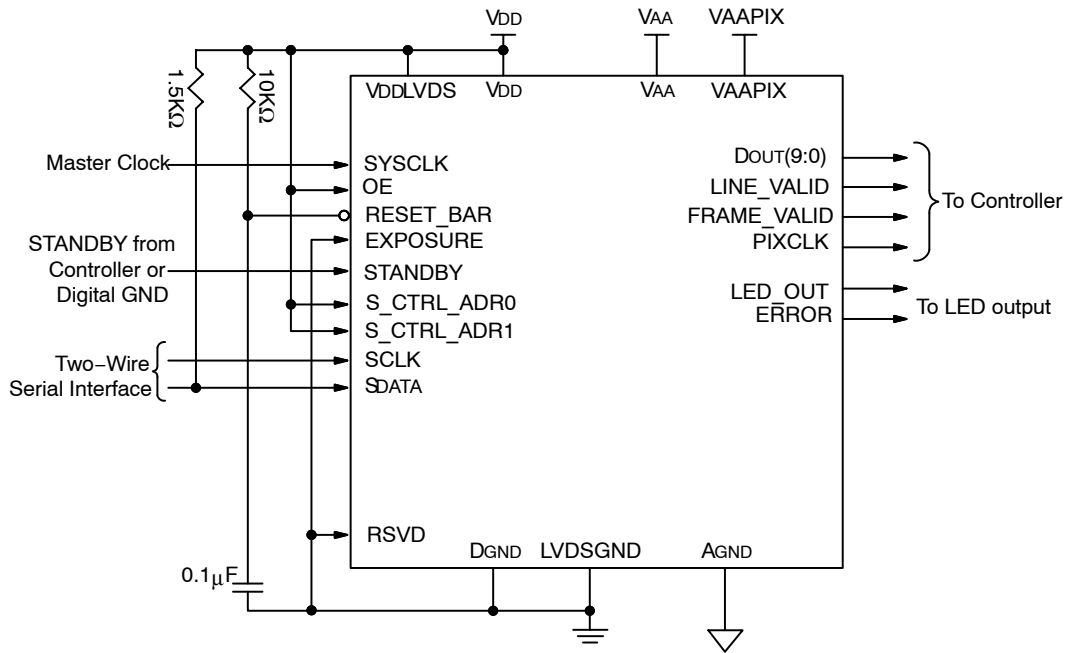 VDD
VAA
VAAPIX
1.5KΩ
10KΩ
VDDLVDS
VDD
VAA
VAAPIX
Master Clock
SYSCLK
OE
RESET_BAR
EXPOSURE
STANDBY from
Controller or
Digital GND
STANDBY
S_CTRL_ADR0
S_CTRL_ADR1
Two−Wire
Serial Interface
SCLK
SDATA
RSVD
DOUT(9:0)
LINE_VALID
FRAME_VALID
PIXCLK
To Controller
LED_OUT
ERROR
To LED output
0.1μF
DGND
LVDSGND
AGND